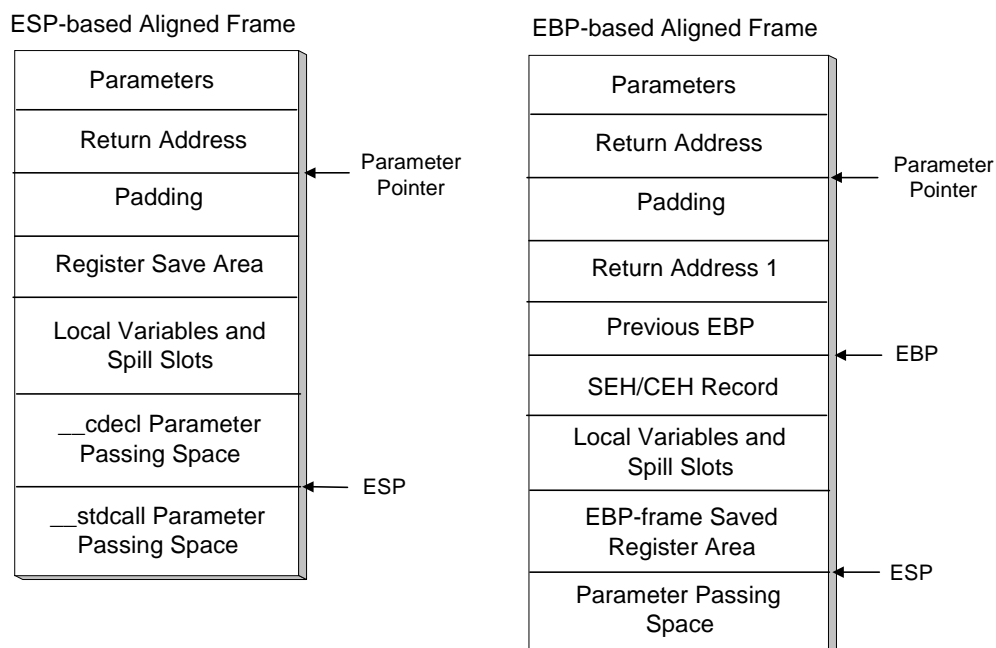 ESP-based Aligned Frame
Parameters
Return Address
Parameter
Pointer
Padding
Register Save Area
Local Variables and
Spill Slots
__cdecl Parameter
Passing Space
ESP
__stdcall Parameter
Passing Space
EBP-based Aligned Frame
Parameters
Return Address
Parameter
Pointer
Padding
Return Address 1
Previous EBP
EBP
SEH/CEH Record
Local Variables and
Spill Slots
EBP-frame Saved
Register Area
ESP
Parameter Passing
Space